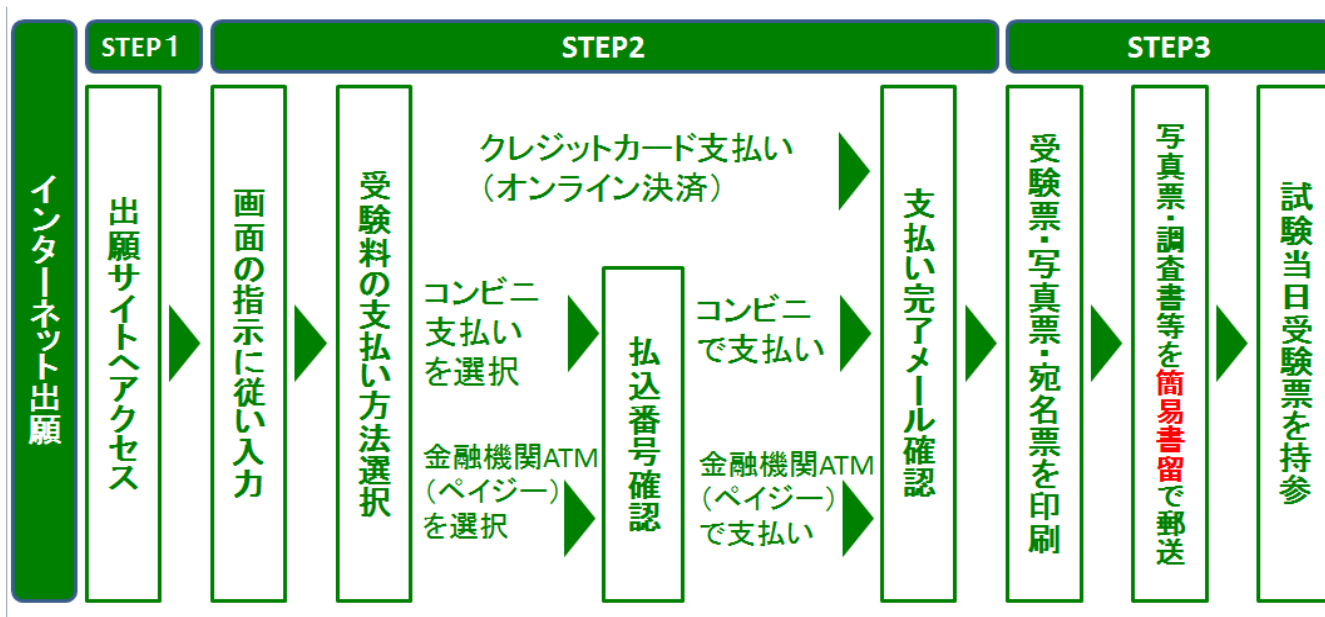 インターネット出願
STEP1
STEP2
STEP3
出願サイトへアクセス
画面の指示に従い入力
受験料の支払い方法選択
クレジットカード支払い
（オンライン決済）
コンビニ
支払い
を選択
金融機関ATM
（ペイジー）
を選択
払込番号確認
コンビニ
で支払い
金融機関ATM
（ペイジー）
で支払い
支払い完了メール確認
受験票・写真票・宛名票を印刷
写真票・調査書等を簡易書留で郵送
試験当日受験票を持参